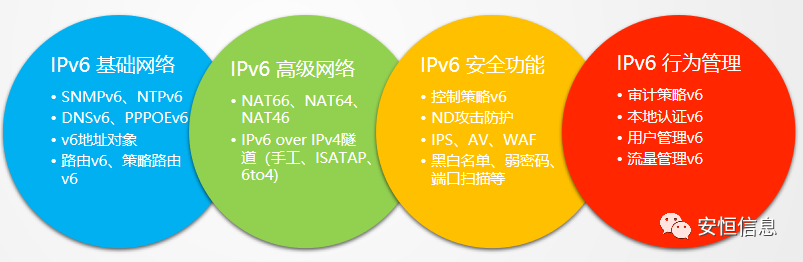 IPv6 基础网络
• SNMPv6、NTPv6
• DNSv6、PPPOEv6
• v6地址对象
• 路由v6、策略路由
v6
IPv6 高级网络
• NAT66、NAT64、
NAT46
• IPv6 over IPv4隧
道（手工、ISATAP、
6to4)
IPv6 安全功能
• 控制策略v6
• ND攻击防护
• IPS、AV、WAF
• 黑白名单、弱密码、
端口扫描等
IPv6 行为管理
• 审计策略v6
• 本地认证v6
• 用户管理v6
• 流量管理v6
安恒信息